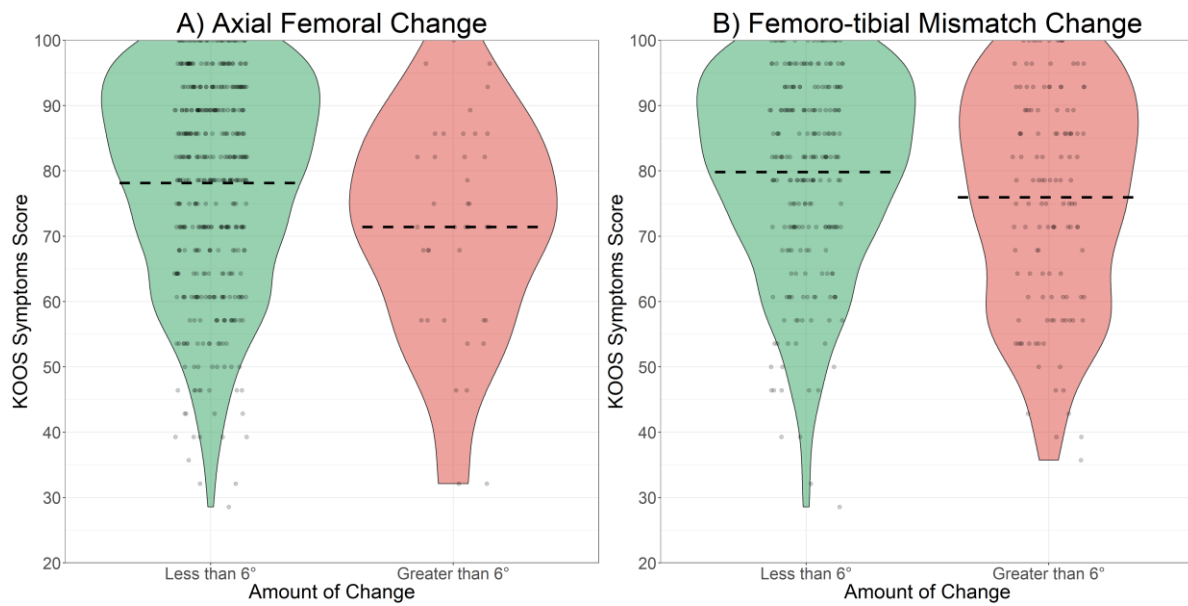 A) Axial Femoral Change
KOOS Symptoms Score
100
90
80
70
60
50
40
30
20
Less than 6°
Greater than 6°
Amount of Change
B) Femoro-tibial Mismatch Change
KOOS Symptoms Score
100
90
80
70
60
50
40
30
20
Less than 6°
Greater than 6°
Amount of Change